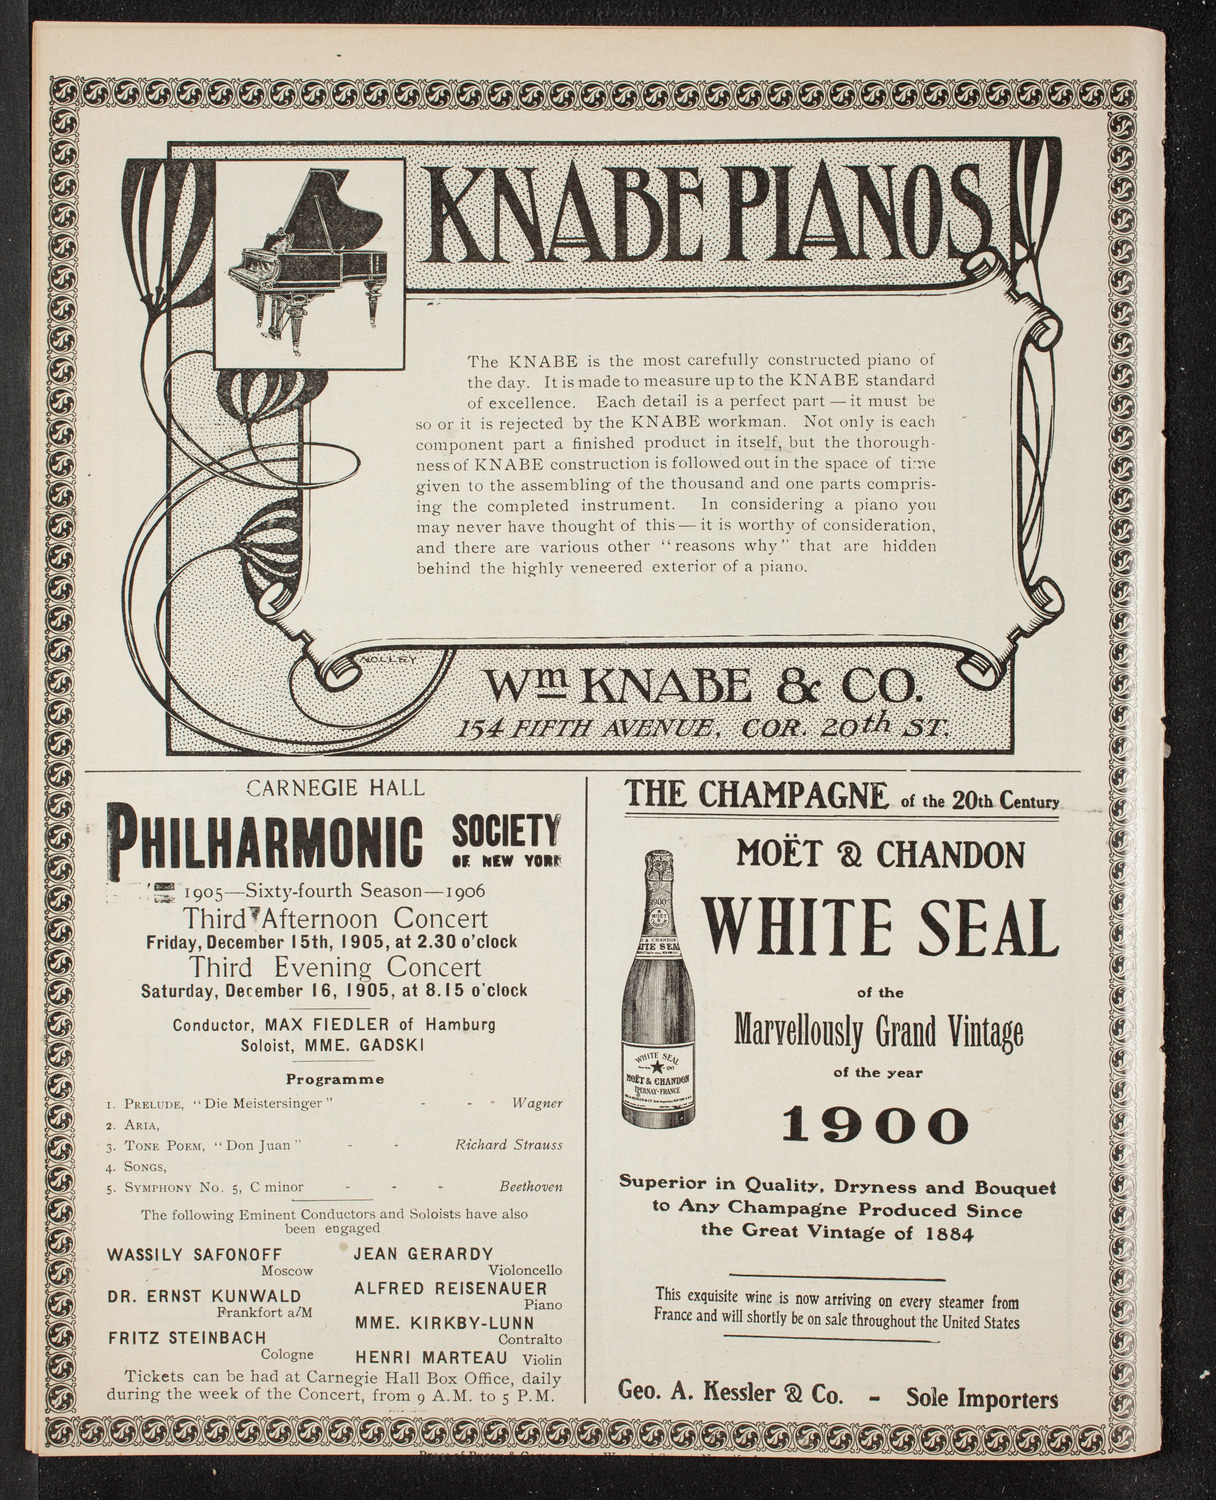 KNABE PIANOS
The KNABE is the most carefully constructed piano of
the day. It is made to measure up to the KNABE standard
of excellence. Each detail is a perfect part — it must be
so or it is rejected by the KNABE workman. Not only is each
component part a finished product in itself, but the thorough-
ness of KNABE construction is followed out in the space of time
given to the assembling of the thousand and one parts compris-
ing the completed instrument. In considering a piano you
may never have thought of this — it is worthy of consideration,
and there are various other "reasons why" that are hidden
behind the highly veneered exterior of a piano.
Wm KNABE & CO.
154 FIFTH AVENUE, COR. 20th ST.
CARNEGIE HALL
PHILHARMONIC SOCIETY
OF NEW YORK
1905—Sixty-fourth Season—1906
Third Afternoon Concert
Friday, December 15th, 1905, at 2.30 o'clock
Third Evening Concert
Saturday, December 16, 1905, at 8.15 o'clock
Conductor, MAX FIEDLER of Hamburg
Soloist, MME. GADSKI
Programme
1. PRELUDE, "Die Meistersinger" - - - Wagner
2. ARIA,
3. TONE POEM, "Don Juan" - - Richard Strauss
4. SONGS,
5. SYMPHONY No. 5, C minor - - - Beethoven
The following Eminent Conductors and Soloists have also
been engaged
WASSILY SAFONOFF
Moscow
DR. ERNST KUNWALD
Frankfort a/M
FRITZ STEINBACH
Cologne
JEAN GERARDY
Violoncello
ALFRED REISENAUER
Piano
MME. KIRKBY-LUNN
Contralto
HENRI MARTEAU Violin
Tickets can be had at Carnegie Hall Box Office, daily
during the week of the Concert, from 9 A.M. to 5 P.M.
THE CHAMPAGNE of the 20th Century
MOËT & CHANDON
WHITE SEAL
of the
Marvellously Grand Vintage
of the year
1900
WHITE SEAL
MOËT & CHANDON
EPERNAY-FRANCE
Superior in Quality, Dryness and Bouquet
to Any Champagne Produced Since
the Great Vintage of 1884
This exquisite wine is now arriving on every steamer from
France and will shortly be on sale throughout the United States
Geo. A. Kessler & Co. - Sole Importers